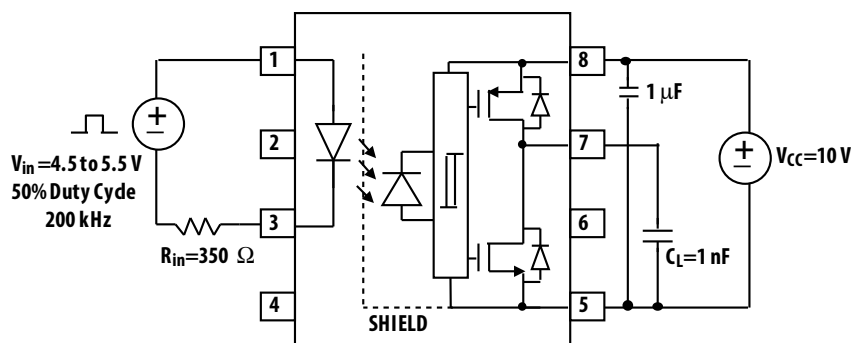 1
2
3
4
8
7
6
5
V_in =4.5 to 5.5 V
50% Duty Cycle
200 kHz
R_in=350 Ω
SHIELD
1 μF
C_L=1 nF
V_CC=10 V